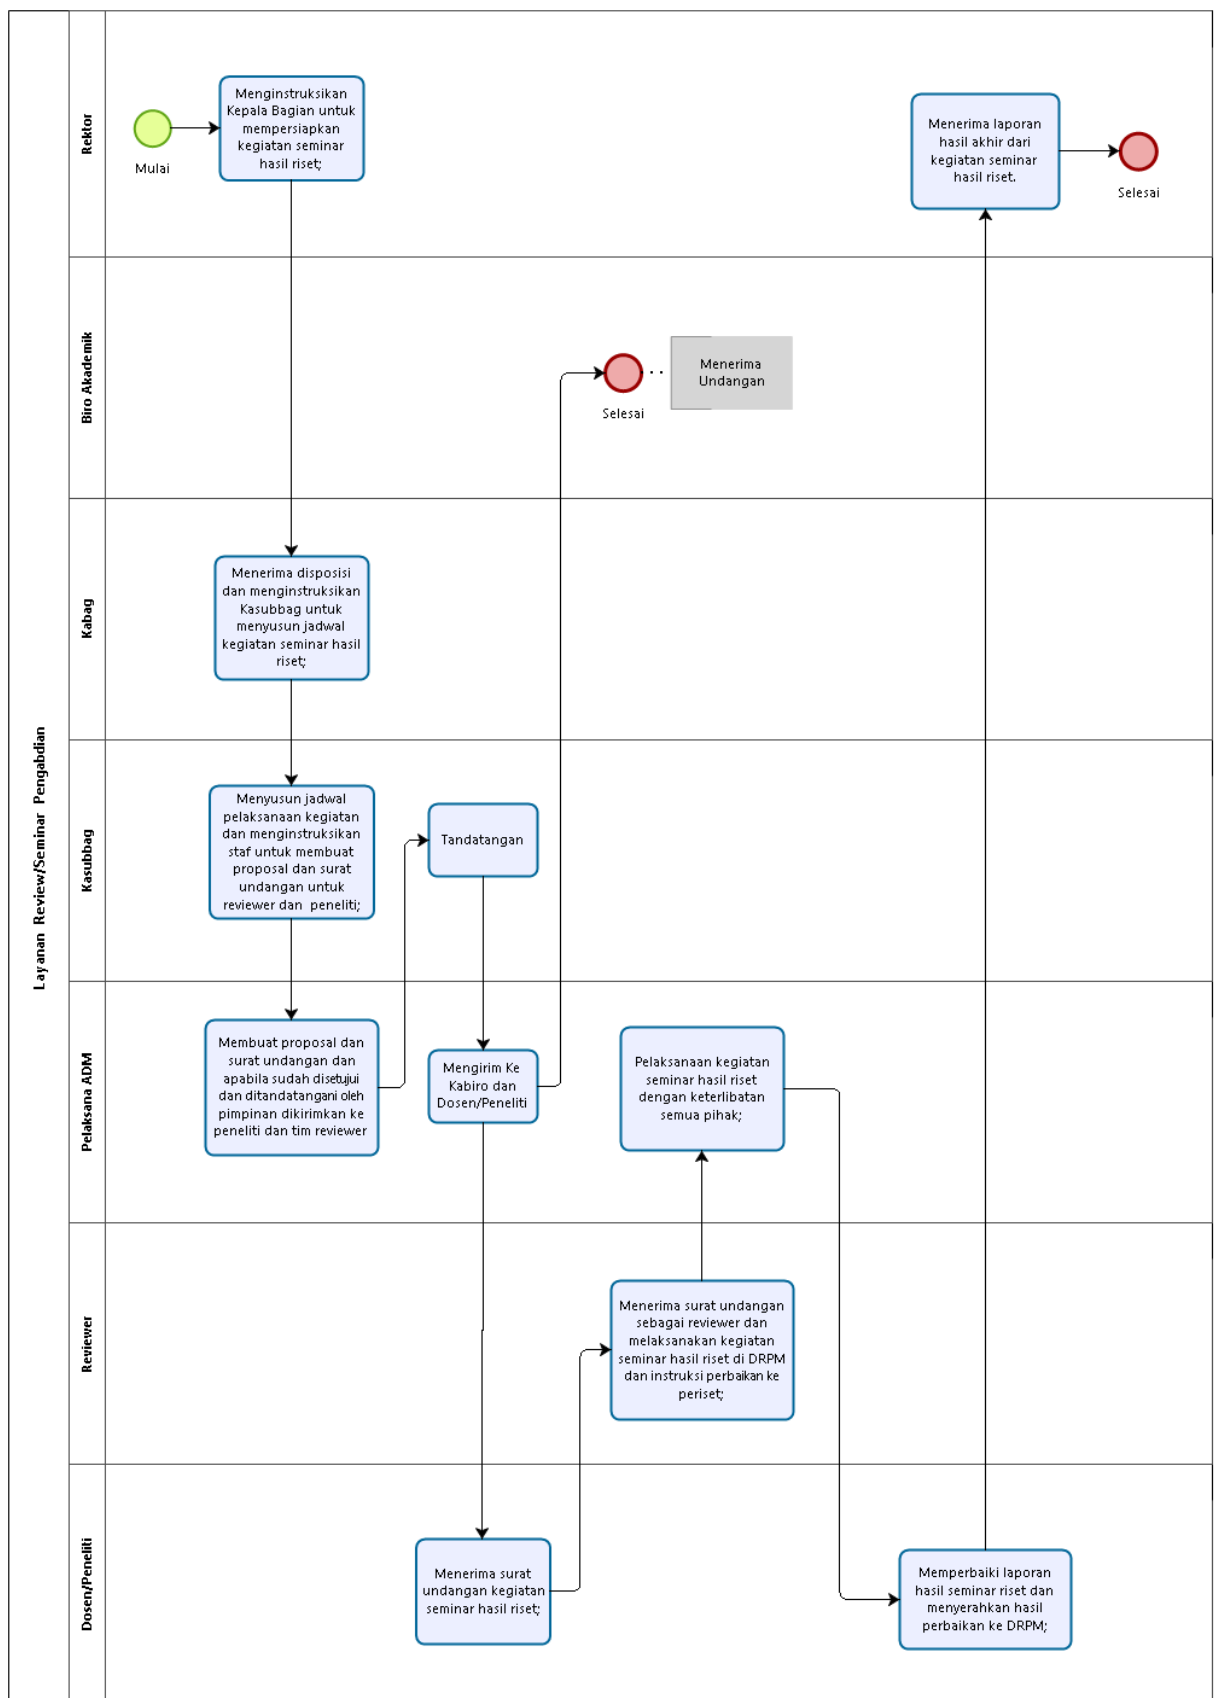 Layanan Review/Seminar Pengabdian
Rektor
Mulai
Menginstruksikan
Kepala Bagian untuk
mempersiapkan
kegiatan seminar
hasil riset;
Menerima laporan
hasil akhir dari
kegiatan seminar
hasil riset.
Selesai
Biro Akademik
Selesai
Menerima
Undangan
Kabag
Menerima disposisi
dan menginstruksikan
Kasubbag untuk
menyusun jadwal
kegiatan seminar hasil
riset;
Kasubbag
Menyusun jadwal
pelaksanaan kegiatan
dan menginstruksikan
staf untuk membuat
proposal dan surat
undangan untuk
reviewer dan peneliti;
Tandatangan
Pelaksana ADM
Membuat proposal dan
surat undangan dan
apabila sudah disetujui
dan ditandatangani oleh
pimpinan dikirimkan ke
peneliti dan tim reviewer
Mengirim Ke
Kabiro dan
Dosen/Peneliti
Pelaksanaan kegiatan
seminar hasil riset
dengan keterlibatan
semua pihak;
Reviewer
Menerima surat undangan
sebagai reviewer dan
melaksanakan kegiatan
seminar hasil riset di DRPM
dan instruksi perbaikan ke
periset;
Dosen/Peneliti
Menerima surat
undangan kegiatan
seminar hasil riset;
Memperbaiki laporan
hasil seminar riset dan
menyerahkan hasil
perbaikan ke DRPM;